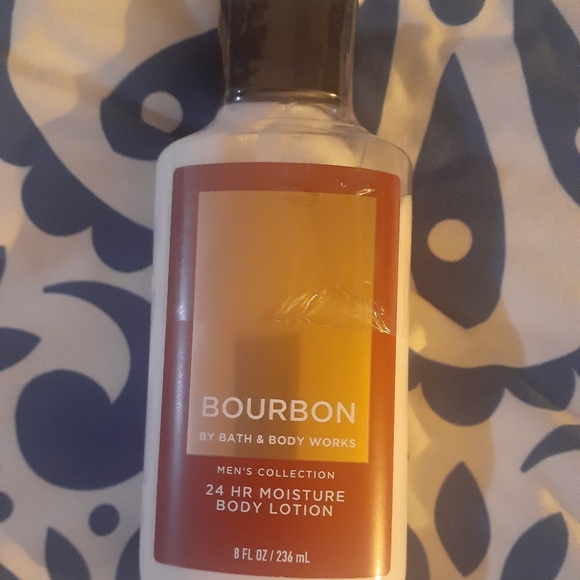 BOURBON
BY BATH & BODY WORKS
MEN'S COLLECTION
24 HR MOISTURE
BODY LOTION
8 FL OZ / 236 mL